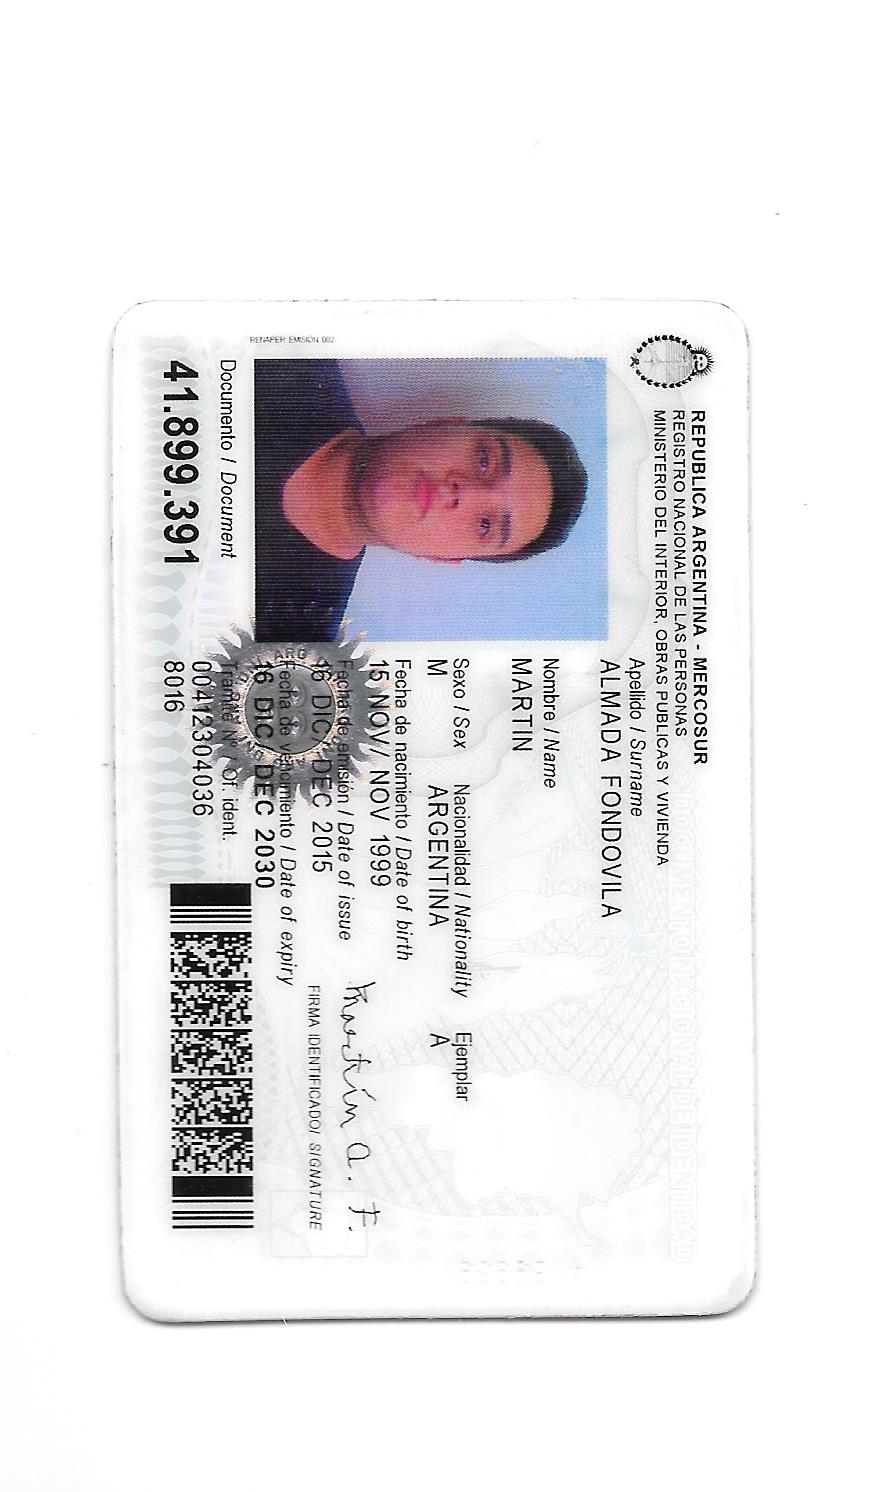 REPUBLICA ARGENTINA - MERCOSUR
REGISTRO NACIONAL DE LAS PERSONAS
MINISTERIO DEL INTERIOR, OBRAS PUBLICAS Y VIVIENDA
DOCUMENTO NACIONAL DE IDENTIDAD
Apellido / Surname
ALMADA FONDOVILA
Nombre / Name
MARTIN
Sexo / Sex Nacionalidad / Nationality Ejemplar
M ARGENTINA A
Fecha de nacimiento / Date of birth
15 NOV/ NOV 1999
Fecha de emisión / Date of issue
16 DIC/ DEC 2015
Fecha de vencimiento / Date of expiry
16 DIC/ DEC 2030
Trámite Nº / Of. ident.
00412304036
8016
Martín A. F.
FIRMA IDENTIFICADO/ SIGNATURE
RENAPER EMISIÓN 002
Documento / Document
41.899.391